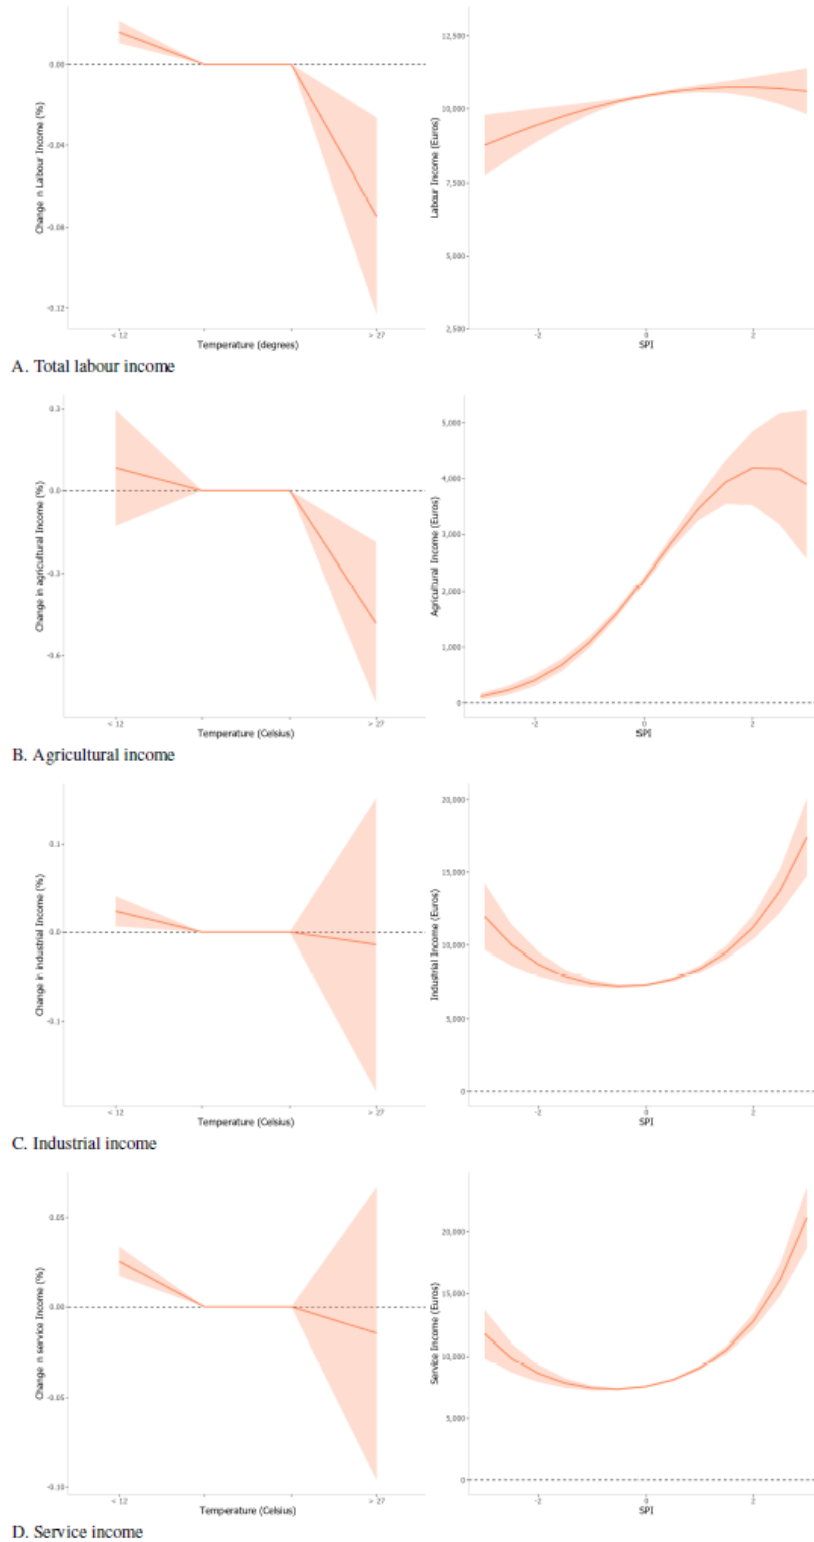 0.00
-0.04
-0.08
-0.12
Change n Labour Income (%)
< 12
> 27
Temperature (degrees)
12,500
10,000
7,500
5,000
2,500
Labour Income (Euros)
-2
0
2
SPI
A. Total labour income
0.3
0.0
-0.3
-0.6
Change in agricultural Income (%)
< 12
> 27
Temperature (Celsius)
5,000
4,000
3,000
2,000
1,000
0
Agricultural Income (Euros)
-2
0
2
SPI
B. Agricultural income
0.1
0.0
-0.1
Change in industrial Income (%)
< 12
> 27
Temperature (Celsius)
20,000
15,000
10,000
5,000
0
Industrial Income (Euros)
-2
0
2
SPI
C. Industrial income
0.05
0.00
-0.05
-0.10
Change n service Income (%)
< 12
> 27
Temperature (Celsius)
20,000
15,000
10,000
5,000
0
Service Income (Euros)
-2
0
2
SPI
D. Service income